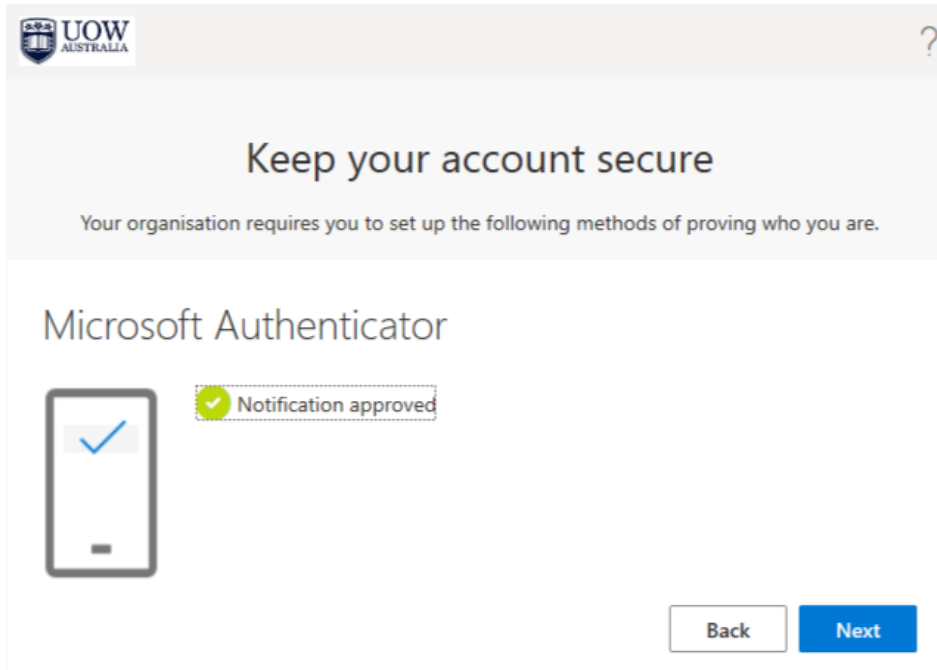 UOW
AUSTRALIA
?
Keep your account secure
Your organisation requires you to set up the following methods of proving who you are.
Microsoft Authenticator
Notification approved
Back
Next